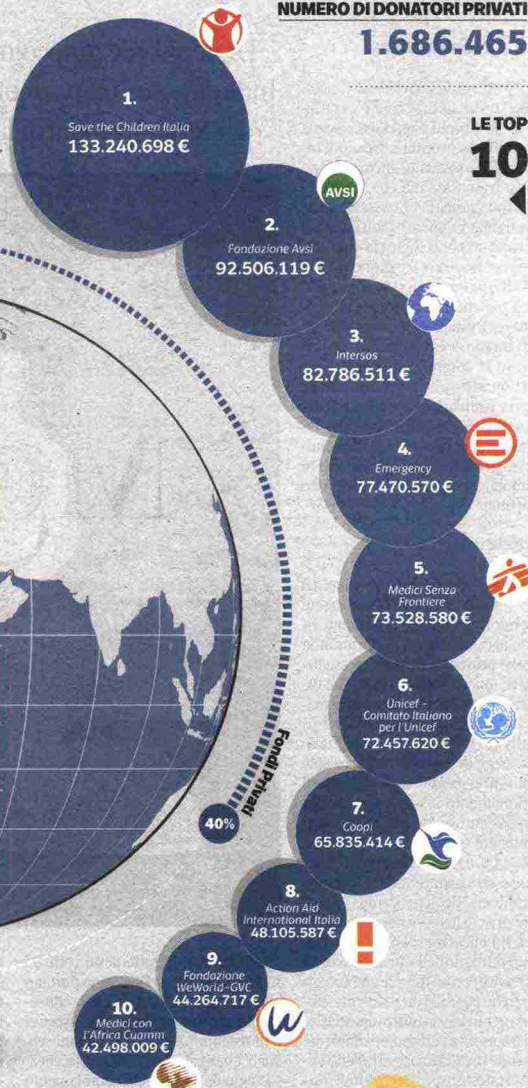 NUMERO DI DONATORI PRIVATI
1.686.465
LE TOP
10
1.
Save the Children Italia
133.240.698 €
AVSI
2.
Fondazione Avsi
92.506.119 €
3.
Intersos
82.786.511 €
4.
Emergency
77.470.570 €
5.
Medici Senza
Frontiere
73.528.580 €
6.
Unicef -
Comitato Italiano
per l'Unicef
72.457.620 €
7.
Coopi
65.835.414 €
8.
Action Aid
International Italia
48.105.587 €
9.
Fondazione
WeWorld-GVC
44.264.717 €
W
10.
Medici con
l'Africa Cuamm
42.498.009 €
Fondi Privati
40%